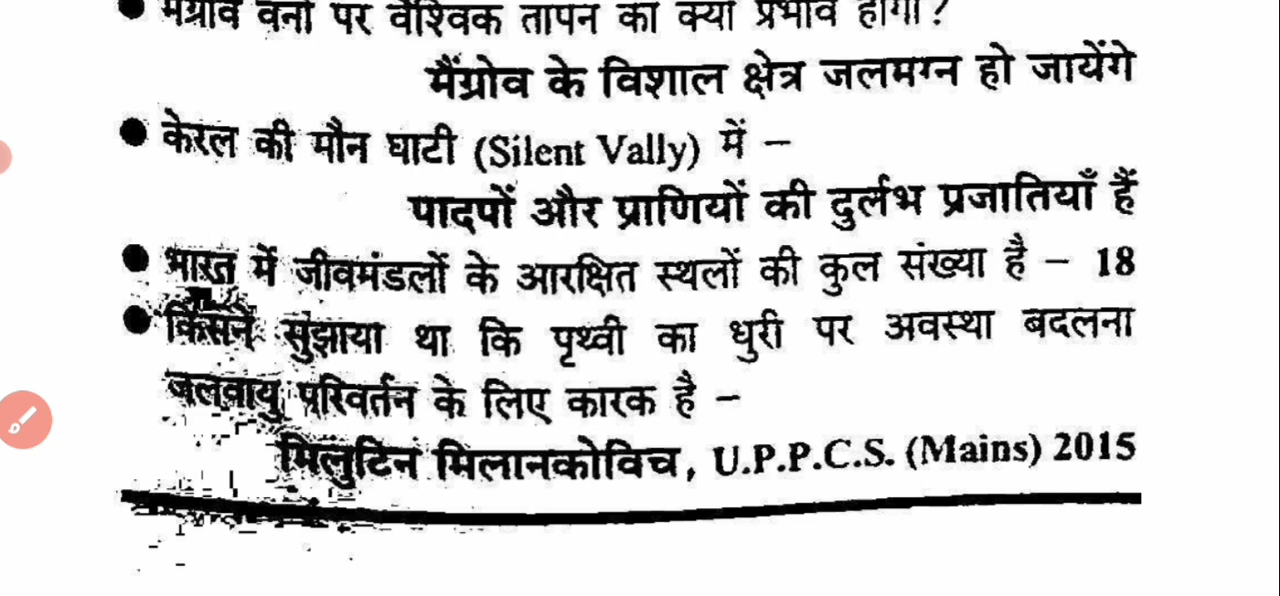 ● मैंग्रोव वनों पर वैश्विक तापन का क्या प्रभाव होगा?
मैंग्रोव के विशाल क्षेत्र जलमग्न हो जायेंगे
● केरल की मौन घाटी (Silent Vally) में –
पादपों और प्राणियों की दुर्लभ प्रजातियाँ हैं
● भारत में जीवमंडलों के आरक्षित स्थलों की कुल संख्या है – 18
● किसने सुझाया था कि पृथ्वी का धुरी पर अवस्था बदलना
जलवायु परिवर्तन के लिए कारक है –
मिलुटिन मिलानकोविच, U.P.P.C.S. (Mains) 2015